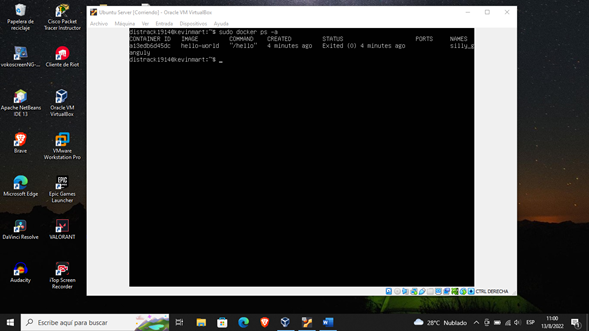 Papelera de
reciclaje
Cisco Packet
Tracer Instructor
vokoscreenNG-...
Cliente de Riot
Apache NetBeans
IDE 13
Oracle VM
VirtualBox
Brave
VMware
Workstation Pro
Microsoft Edge
Epic Games
Launcher
DaVinci Resolve
VALORANT
Audacity
iTop Screen
Recorder
Ubuntu Server [Corriendo] - Oracle VM VirtualBox
Archivo Máquina Ver Entrada Dispositivos Ayuda
distrack1914@kevinmart:~$ sudo docker ps -a
CONTAINER ID IMAGE COMMAND CREATED STATUS PORTS NAMES
a13edb6d45dc hello-world "/hello" 4 minutes ago Exited (0) 4 minutes ago silly_g
anguly
distrack1914@kevinmart:~$ _
CTRL DERECHA
Escribe aquí para buscar
28°C Nublado
ESP
11:00
13/8/2022